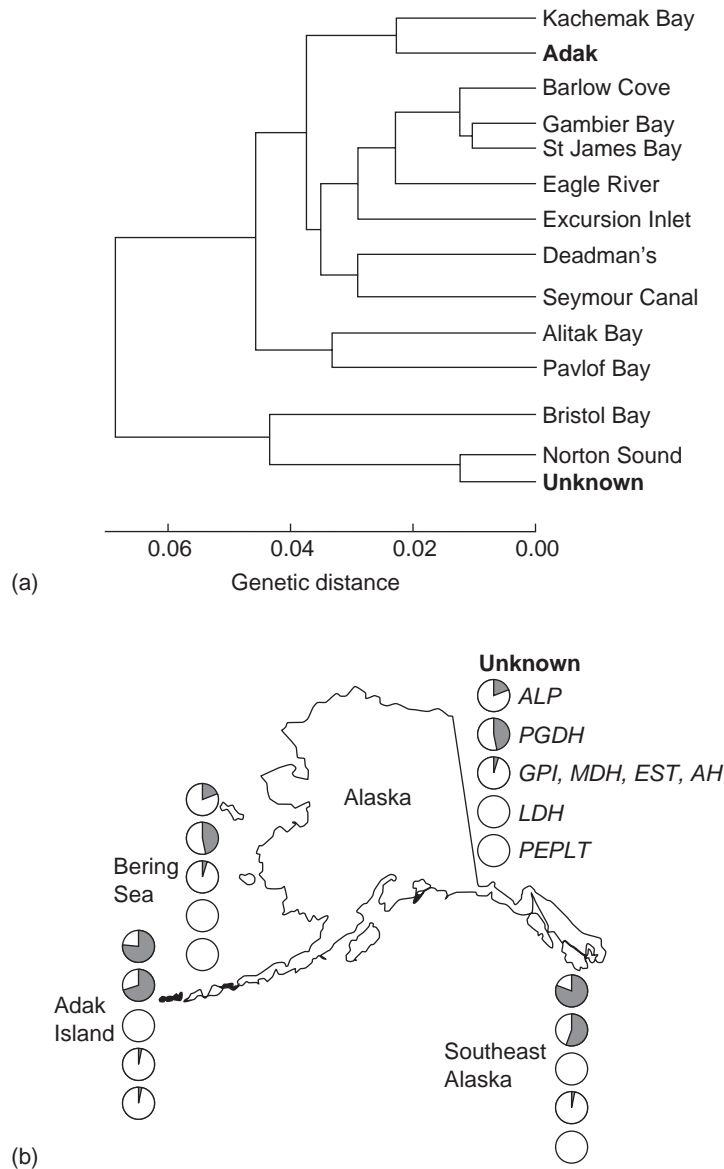 Kachemak Bay
Adak
Barlow Cove
Gambier Bay
St James Bay
Eagle River
Excursion Inlet
Deadman's
Seymour Canal
Alitak Bay
Pavlof Bay
Bristol Bay
Norton Sound
Unknown
0.06 0.04 0.02 0.00
(a) Genetic distance
Unknown
ALP
PGDH
GPI, MDH, EST, AH
LDH
PEPLT
Alaska
Bering
Sea
Adak
Island
Southeast
Alaska
(b)